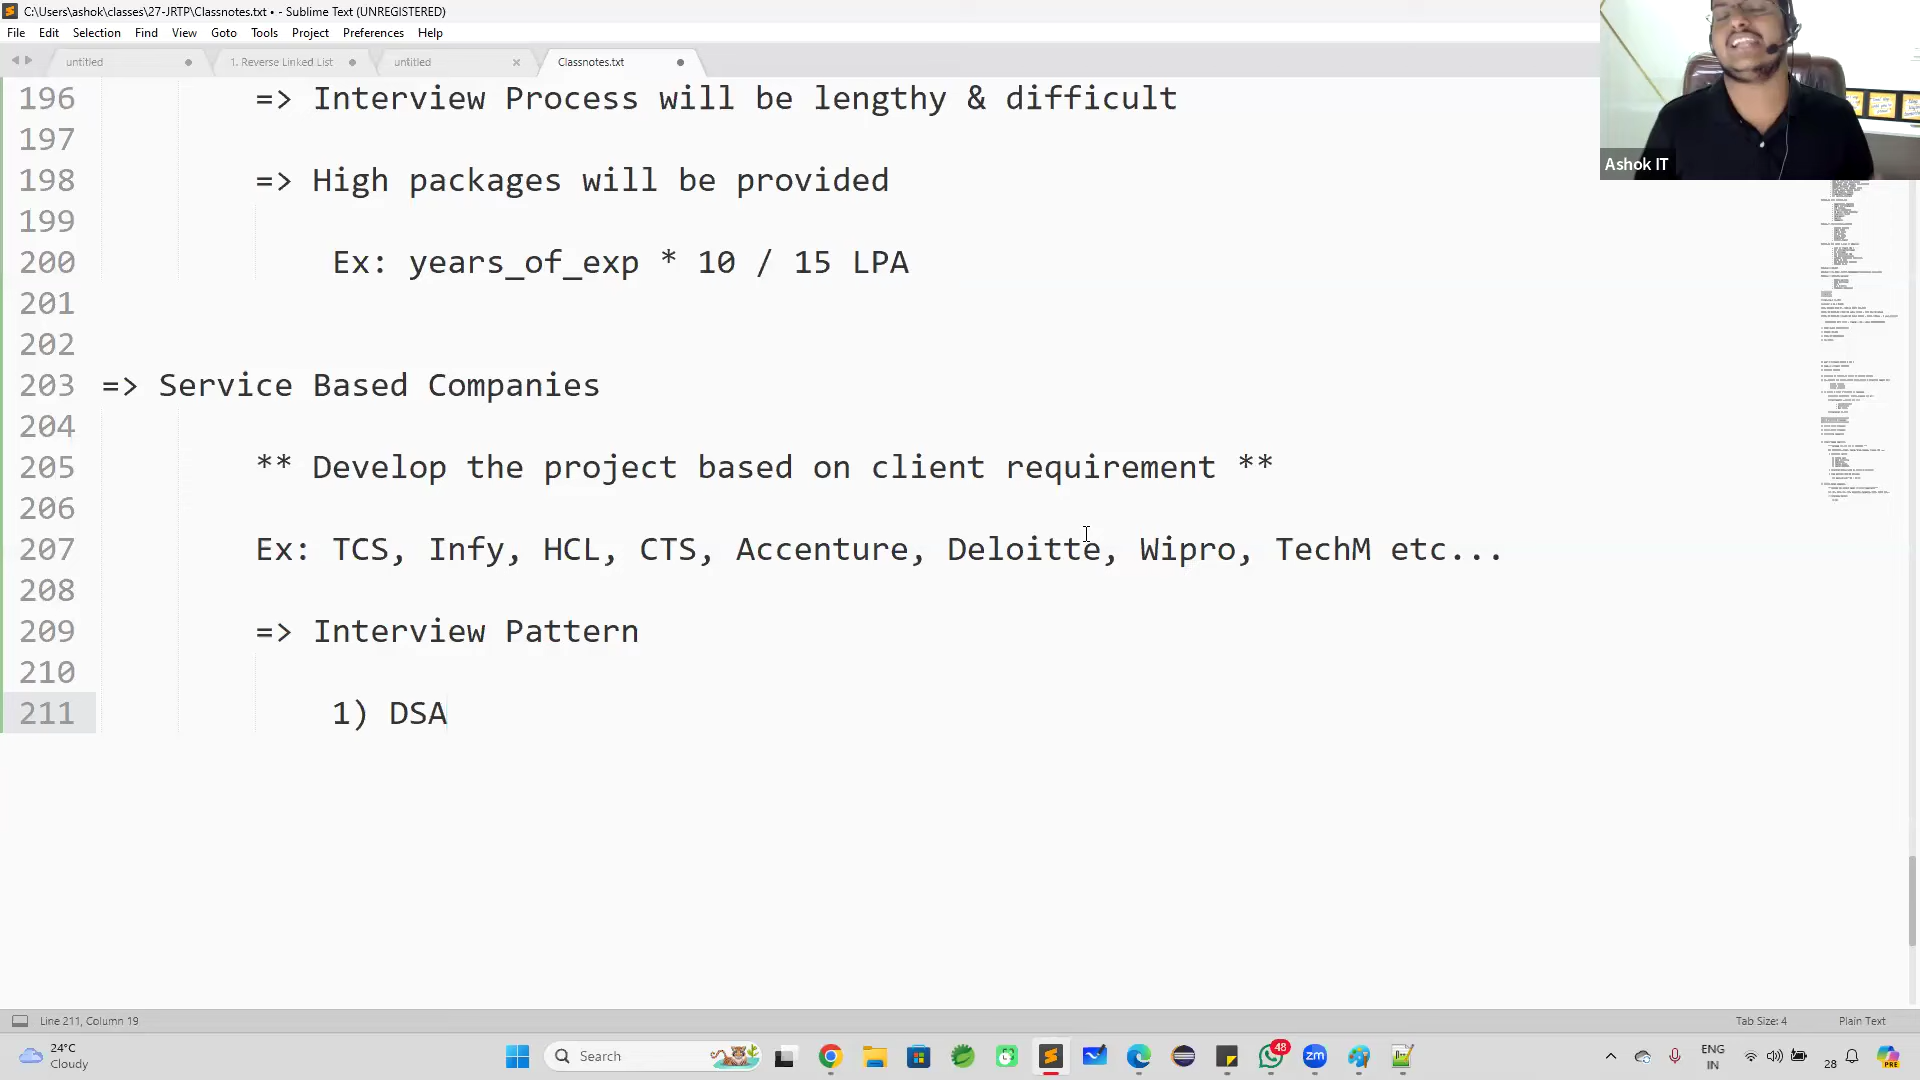 C:\Users\ashok\classes\27-JRTP\Classnotes.txt • - Sublime Text (UNREGISTERED)
File Edit Selection Find View Goto Tools Project Preferences Help
untitled 1. Reverse Linked List untitled Classnotes.txt
Ashok IT
196 => Interview Process will be lengthy & difficult
197
198 => High packages will be provided
199
200 Ex: years_of_exp * 10 / 15 LPA
201
202
203 => Service Based Companies
204
205 ** Develop the project based on client requirement **
206
207 Ex: TCS, Infy, HCL, CTS, Accenture, Deloitte, Wipro, TechM etc...
208
209 => Interview Pattern
210
211 1) DSA
Line 211, Column 19 Tab Size: 4 Plain Text
24°C
Cloudy
Search
48
zm
ENG
IN
28
PRE